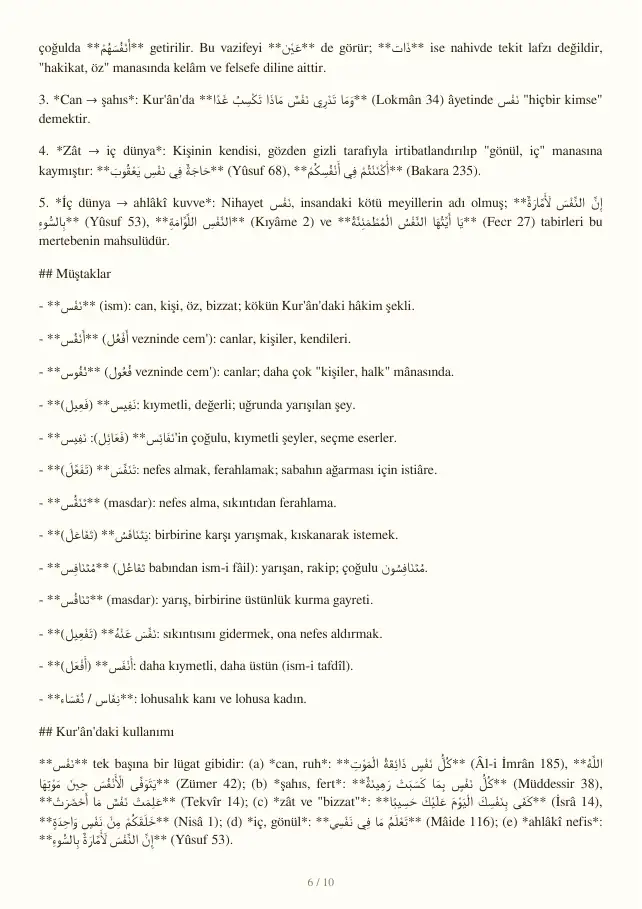 çoğulda **أَنْفُسَهُمْ** getirilir. Bu vazifeyi **عَيْن** de görür; **ذَات** ise nahivde tekit lafzı değildir,
"hakikat, öz" manasında kelâm ve felsefe diline aittir.
3. *Can → şahıs*: Kur'ân'da **وَمَا تَدْرِي نَفْسٌ مَاذَا تَكْسِبُ غَدًا** (Lokmân 34) âyetinde نَفْس "hiçbir kimse"
demektir.
4. *Zât → iç dünya*: Kişinin kendisi, gözden gizli tarafıyla irtibatlandırılıp "gönül, iç" manasına
kaymıştır: **حَاجَةً فِي نَفْسِ يَعْقُوبَ** (Yûsuf 68), **أَكْنَنْتُمْ فِي أَنْفُسِكُمْ** (Bakara 235).
5. *İç dünya → ahlâkî kuvve*: Nihayet نَفْس, insandaki kötü meyillerin adı olmuş; **إِنَّ النَّفْسَ لَأَمَّارَةٌ
بِالسُّوءِ** (Yûsuf 53), **النَّفْسِ اللَّوَّامَةِ** (Kıyâme 2) ve **يَا أَيَّتُهَا النَّفْسُ الْمُطْمَئِنَّةُ** (Fecr 27) tabirleri bu
mertebenin mahsulüdür.
## Müştaklar
- **نَفْس** (ism): can, kişi, öz, bizzat; kökün Kur'ân'daki hâkim şekli.
- **أَنْفُس** (أَفْعُل vezninde cem'): canlar, kişiler, kendileri.
- **نُفُوس** (فُعُول vezninde cem'): canlar; daha çok "kişiler, halk" mânasında.
- **نَفِيس** (فَعِيل): kıymetli, değerli; uğrunda yarışılan şey.
- **نَفَائِس** (فَعَائِل): نَفِيس'in çoğulu, kıymetli şeyler, seçme eserler.
- **تَنَفَّسَ** (تَفَعَّلَ): nefes almak, ferahlamak; sabahın ağarması için istiâre.
- **تَنَفُّس** (masdar): nefes alma, sıkıntıdan ferahlama.
- **يَتَنَافَسُ** (تَفَاعَلَ): birbirine karşı yarışmak, kıskanarak istemek.
- **مُتَنَافِس** (تَفَاعُل babından ism-i fâil): yarışan, rakip; çoğulu مُتَنَافِسُون.
- **تَنَافُس** (masdar): yarış, birbirine üstünlük kurma gayreti.
- **نَفَّسَ عَنْهُ** (تَفْعِيل): sıkıntısını gidermek, ona nefes aldırmak.
- **أَنْفَس** (أَفْعَل): daha kıymetli, daha üstün (ism-i tafdîl).
- **نِفَاس / نُفَسَاء**: lohusalık kanı ve lohusa kadın.
## Kur'ân'daki kullanımı
**نَفْس** tek başına bir lügat gibidir: (a) *can, ruh*: **كُلُّ نَفْسٍ ذَائِقَةُ الْمَوْتِ** (Âl-i İmrân 185), **اللَّهُ
يَتَوَفَّى الْأَنْفُسَ حِينَ مَوْتِهَا** (Zümer 42); (b) *şahıs, fert*: **كُلُّ نَفْسٍ بِمَا كَسَبَتْ رَهِينَةٌ** (Müddessir 38),
**عَلِمَتْ نَفْسٌ مَا أَحْضَرَتْ** (Tekvîr 14); (c) *zât ve "bizzat"*: **كَفَى بِنَفْسِكَ الْيَوْمَ عَلَيْكَ حَسِيبًا** (İsrâ 14),
**خَلَقَكُمْ مِنْ نَفْسٍ وَاحِدَةٍ** (Nisâ 1); (d) *iç, gönül*: **تَعْلَمُ مَا فِي نَفْسِي** (Mâide 116); (e) *ahlâkî nefis*:
**إِنَّ النَّفْسَ لَأَمَّارَةٌ بِالسُّوءِ** (Yûsuf 53).
6 / 10